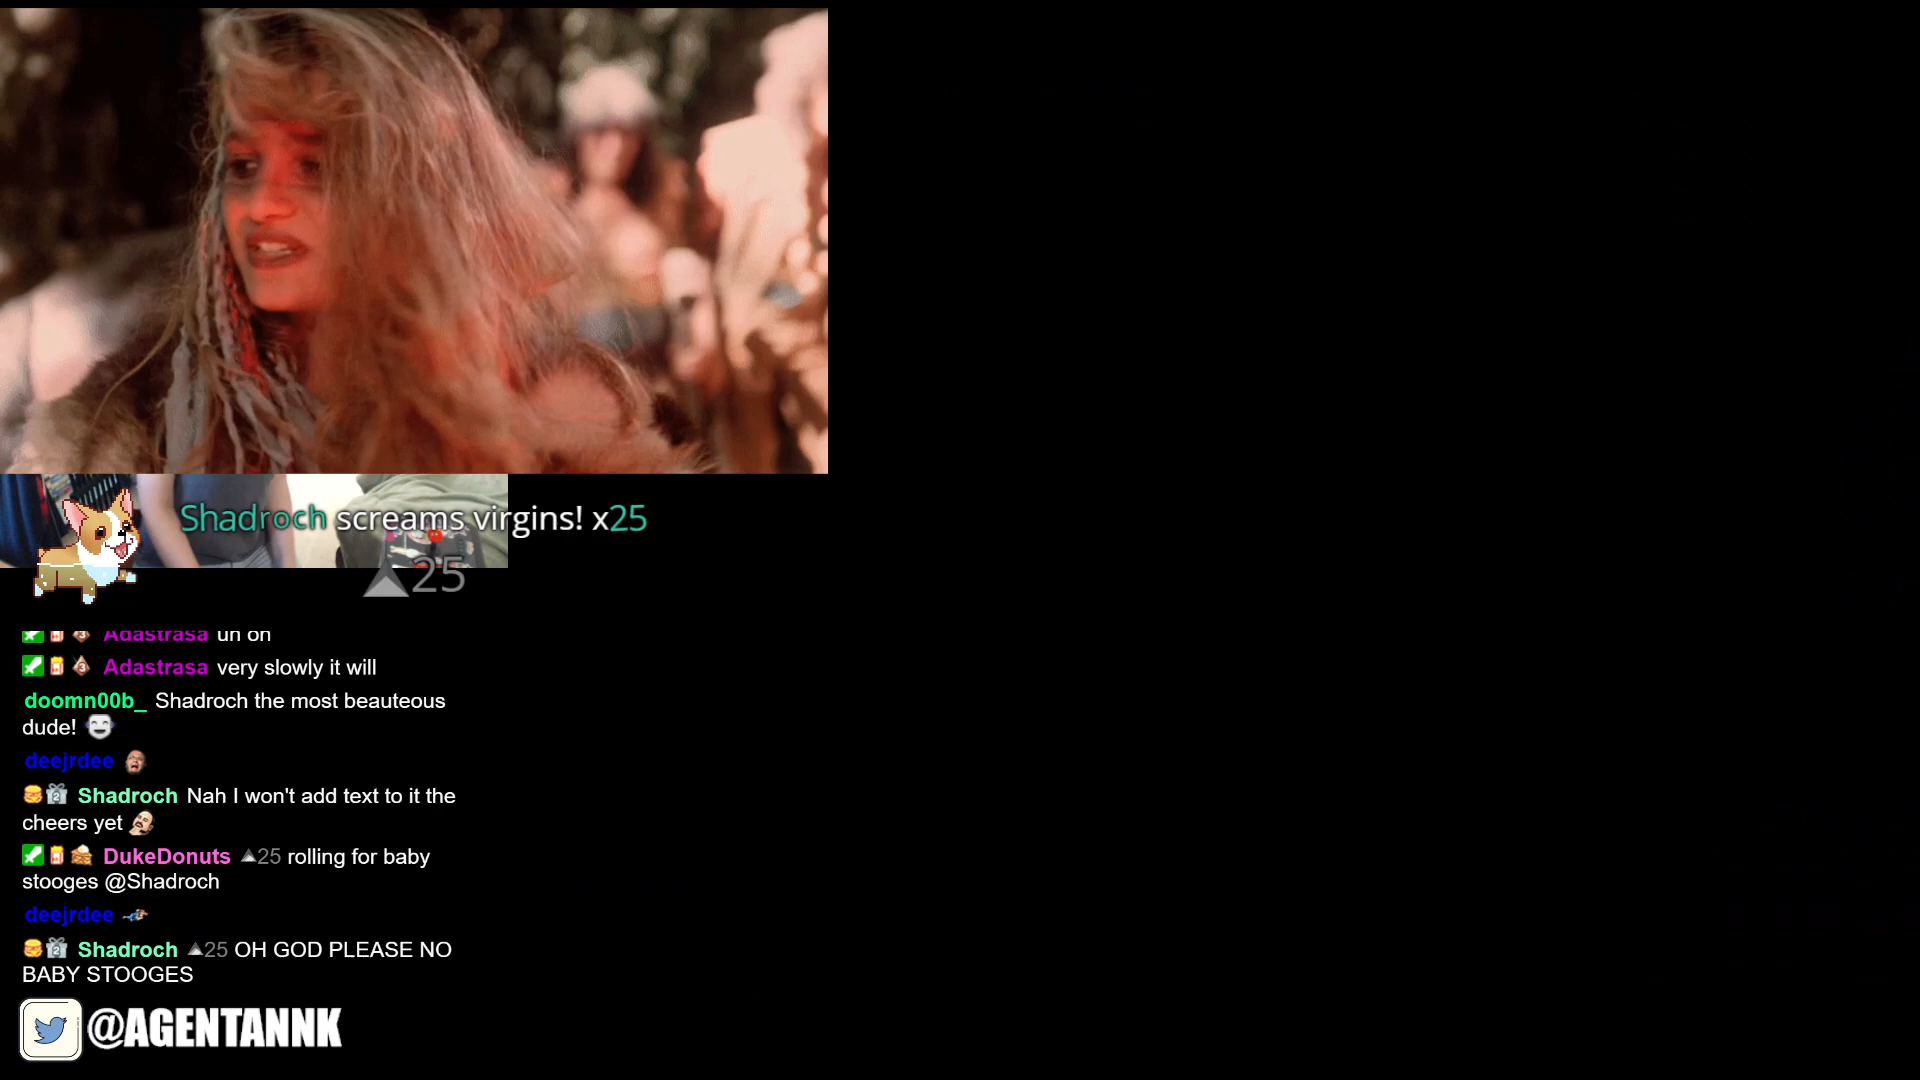 Shadroch screams virgins! x25
25
Adastrasa uh oh
Adastrasa very slowly it will
doomn00b_ Shadroch the most beauteous
dude!
deejrdee
Shadroch Nah I won't add text to it the
cheers yet
DukeDonuts 25 rolling for baby
stooges @Shadroch
deejrdee
Shadroch 25 OH GOD PLEASE NO
BABY STOOGES
@AGENTANNK